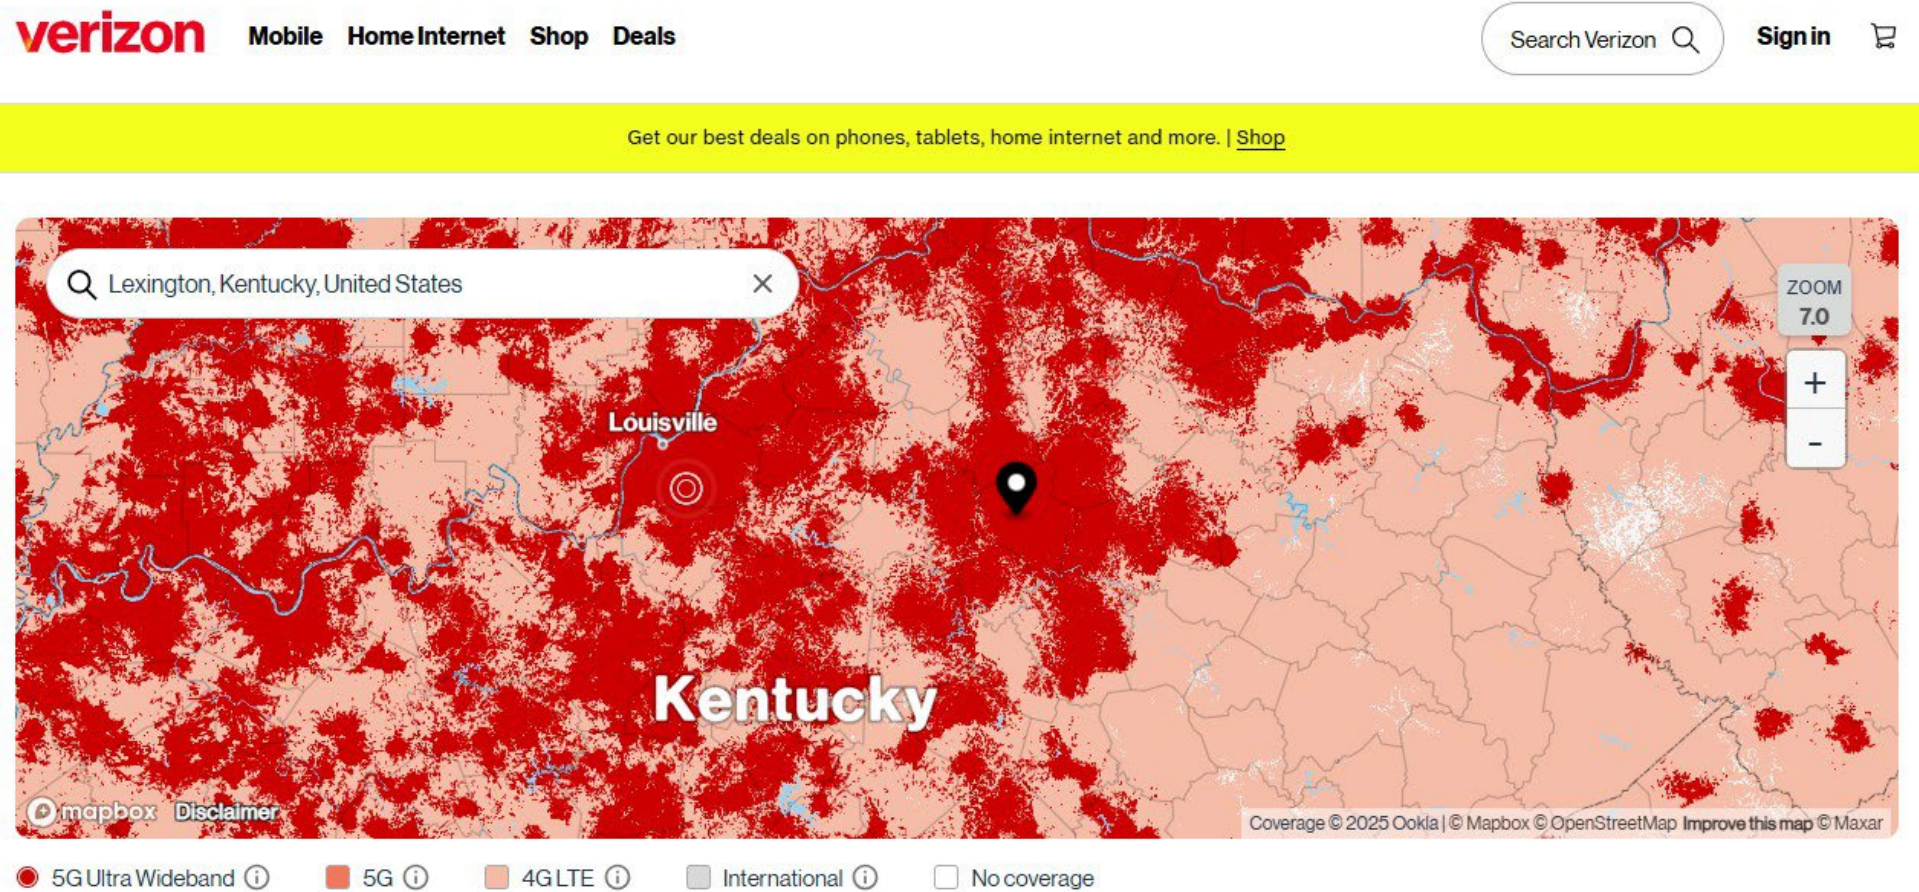 verizon Mobile Home Internet Shop Deals Search Verizon Sign in
Get our best deals on phones, tablets, home internet and more. | Shop
Lexington, Kentucky, United States
ZOOM
7.0
+
-
Louisville
Kentucky
mapbox Disclaimer
Coverage © 2025 Ookla | © Mapbox © OpenStreetMap Improve this map © Maxar
5G Ultra Wideband 5G 4G LTE International No coverage